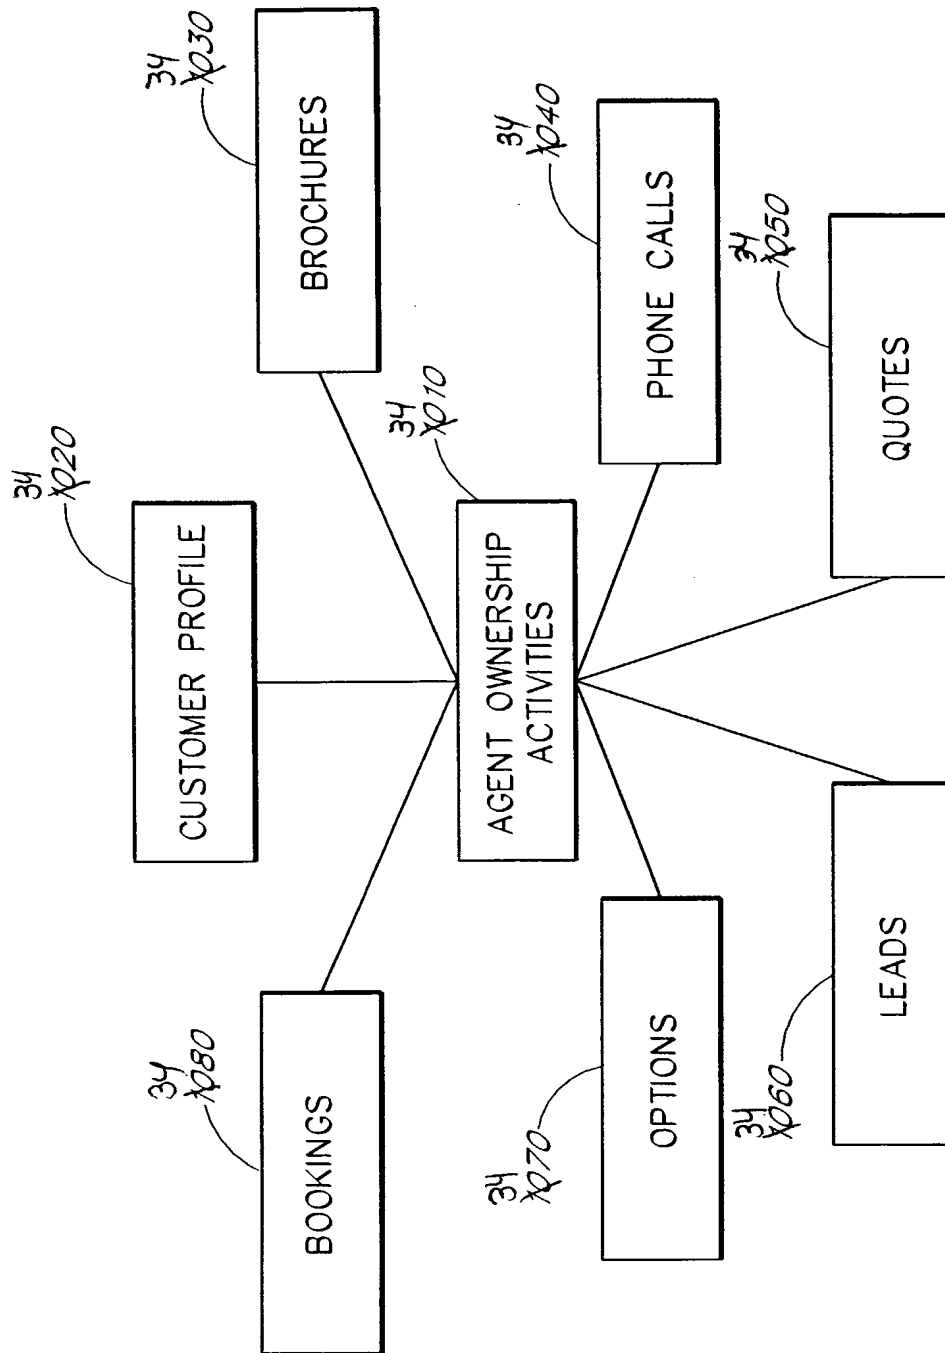 34
1020
CUSTOMER PROFILE
34
1080
BOOKINGS
34
1030
BROCHURES
34
1010
AGENT OWNERSHIP
ACTIVITIES
34
1070
OPTIONS
34
1040
PHONE CALLS
34
1060
LEADS
34
1050
QUOTES